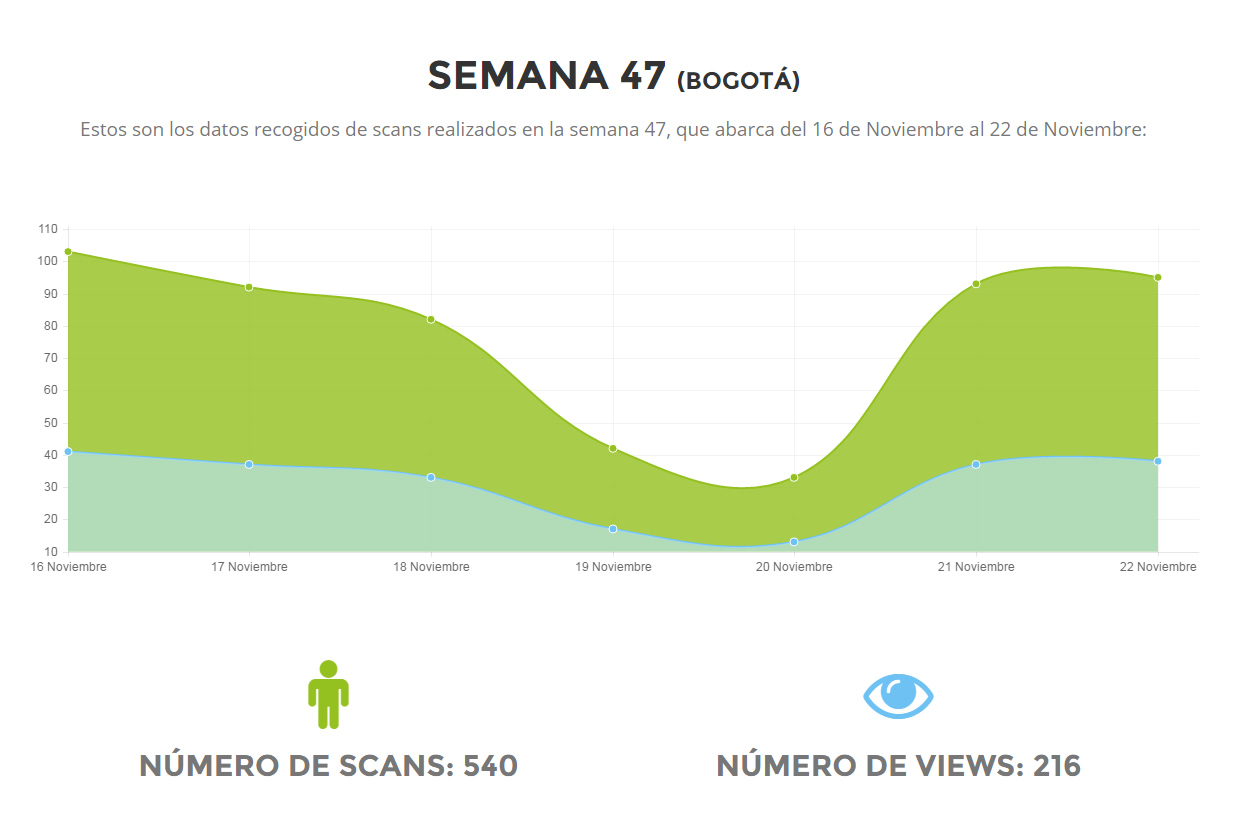 SEMANA 47 (BOGOTÁ)
Estos son los datos recogidos de scans realizados en la semana 47, que abarca del 16 de Noviembre al 22 de Noviembre:
110
100
90
80
70
60
50
40
30
20
10
16 Noviembre 17 Noviembre 18 Noviembre 19 Noviembre 20 Noviembre 21 Noviembre 22 Noviembre
NÚMERO DE SCANS: 540 NÚMERO DE VIEWS: 216